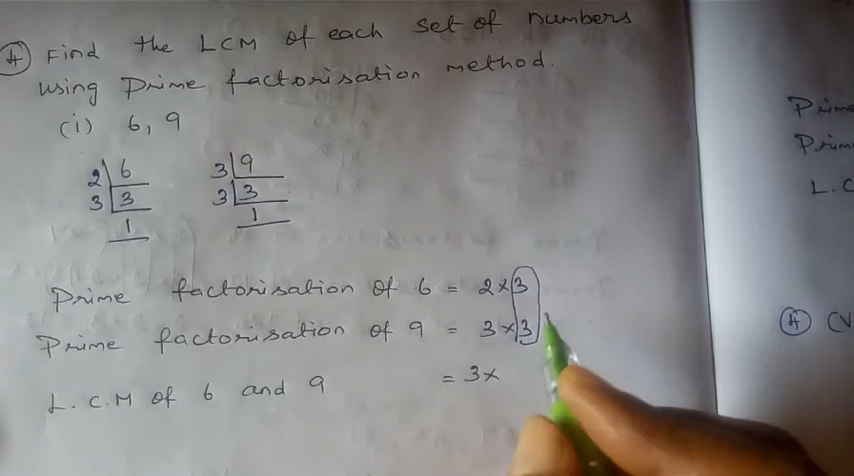 (4) Find the LCM of each set of numbers
using Prime factorisation method.
(i) 6, 9
2 6 3 9
3 3 3 3
1 1
Prime factorisation of 6 = 2 × 3
Prime factorisation of 9 = 3 × 3
L.C.M of 6 and 9 = 3 ×
L.C
(4) (V